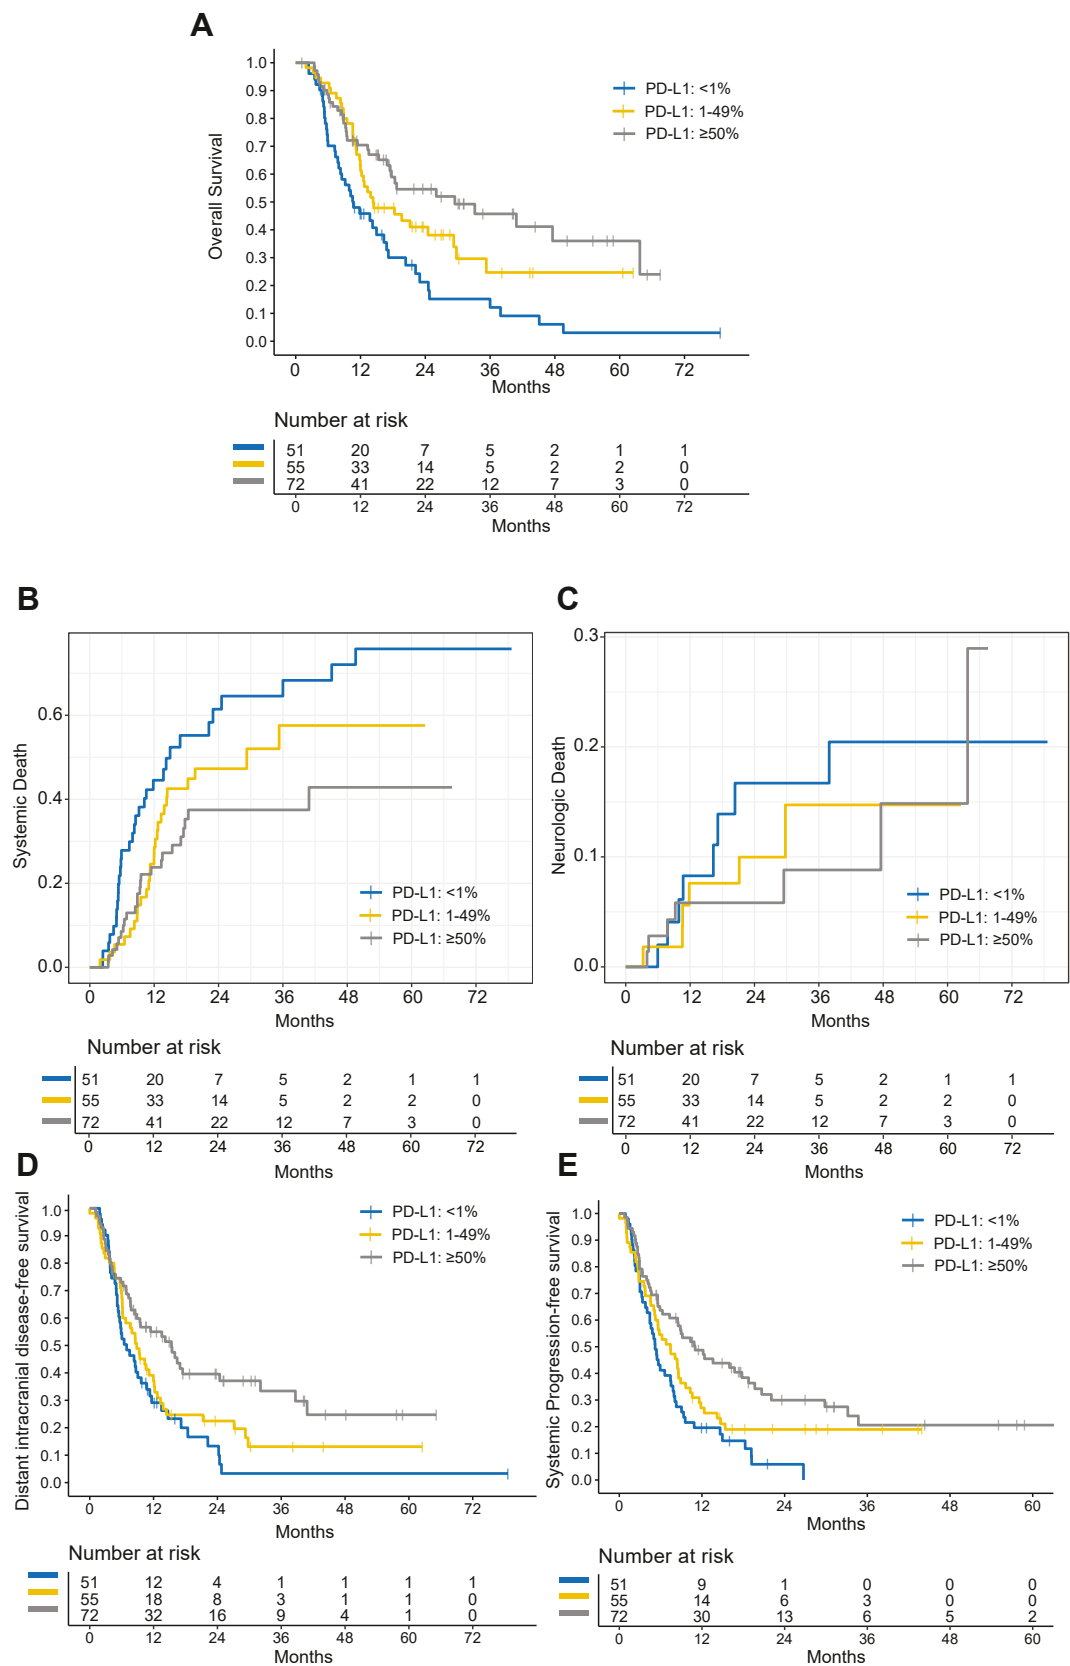 A
1.0
0.9
0.8
0.7
0.6
0.5
0.4
0.3
0.2
0.1
0.0
Overall Survival
PD-L1: <1%
PD-L1: 1-49%
PD-L1: ≥50%
0 12 24 36 48 60 72
Months
Number at risk
51 20 7 5 2 1 1
55 33 14 5 2 2 0
72 41 22 12 7 3 0
0 12 24 36 48 60 72
Months
B
0.6
0.4
0.2
0.0
Systemic Death
PD-L1: <1%
PD-L1: 1-49%
PD-L1: ≥50%
0 12 24 36 48 60 72
Months
Number at risk
51 20 7 5 2 1 1
55 33 14 5 2 2 0
72 41 22 12 7 3 0
0 12 24 36 48 60 72
Months
C
0.3
0.2
0.1
0.0
Neurologic Death
PD-L1: <1%
PD-L1: 1-49%
PD-L1: ≥50%
0 12 24 36 48 60 72
Months
Number at risk
51 20 7 5 2 1 1
55 33 14 5 2 2 0
72 41 22 12 7 3 0
0 12 24 36 48 60 72
Months
D
1.0
0.9
0.8
0.7
0.6
0.5
0.4
0.3
0.2
0.1
0.0
Distant intracranial disease-free survival
PD-L1: <1%
PD-L1: 1-49%
PD-L1: ≥50%
0 12 24 36 48 60 72
Months
Number at risk
51 12 4 1 1 1 1
55 18 8 3 1 1 0
72 32 16 9 4 1 0
0 12 24 36 48 60 72
Months
E
1.0
0.9
0.8
0.7
0.6
0.5
0.4
0.3
0.2
0.1
0.0
Systemic Progression-free survival
PD-L1: <1%
PD-L1: 1-49%
PD-L1: ≥50%
0 12 24 36 48 60
Months
Number at risk
51 9 1 0 0 0
55 14 6 3 0 0
72 30 13 6 5 2
0 12 24 36 48 60
Months